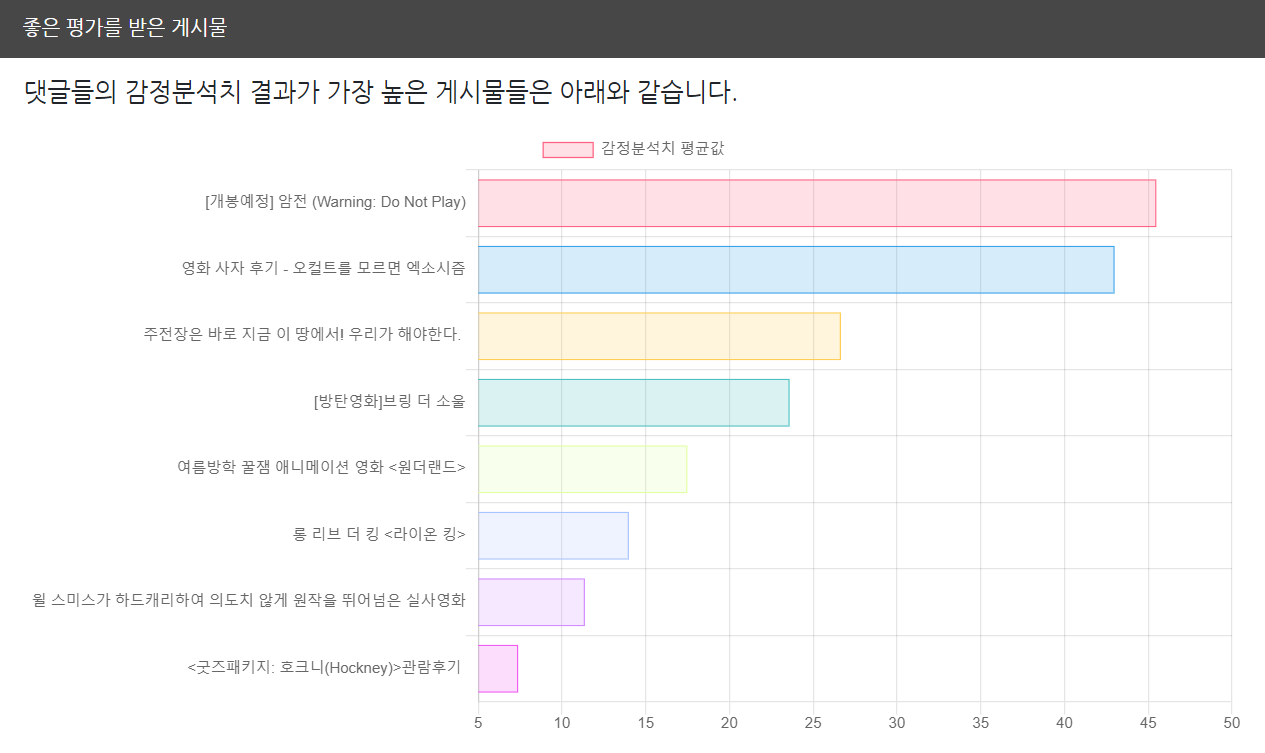 좋은 평가를 받은 게시물
댓글들의 감정분석치 결과가 가장 높은 게시물들은 아래와 같습니다.
감정분석치 평균값
[개봉예정] 암전 (Warning: Do Not Play)
영화 사자 후기 - 오컬트를 모르면 엑소시즘
주전장은 바로 지금 이 땅에서! 우리가 해야한다.
[방탄영화]브링 더 소울
여름방학 꿀잼 애니메이션 영화 <원더랜드>
롱 리브 더 킹 <라이온 킹>
윌 스미스가 하드캐리하여 의도치 않게 원작을 뛰어넘은 실사영화
<굿즈패키지: 호크니(Hockney)>관람후기
5 10 15 20 25 30 35 40 45 50